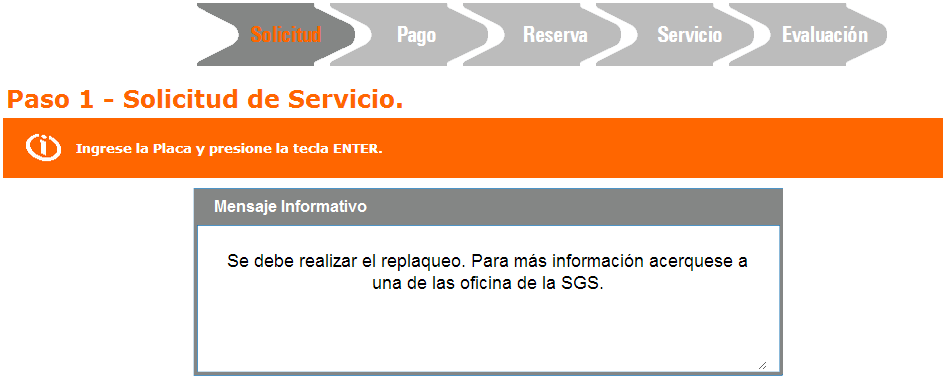 Solicitud
Pago
Reserva
Servicio
Evaluación
Paso 1 - Solicitud de Servicio.
Ingrese la Placa y presione la tecla ENTER.
Mensaje Informativo
Se debe realizar el replaqueo. Para más información acerquese a
una de las oficina de la SGS.